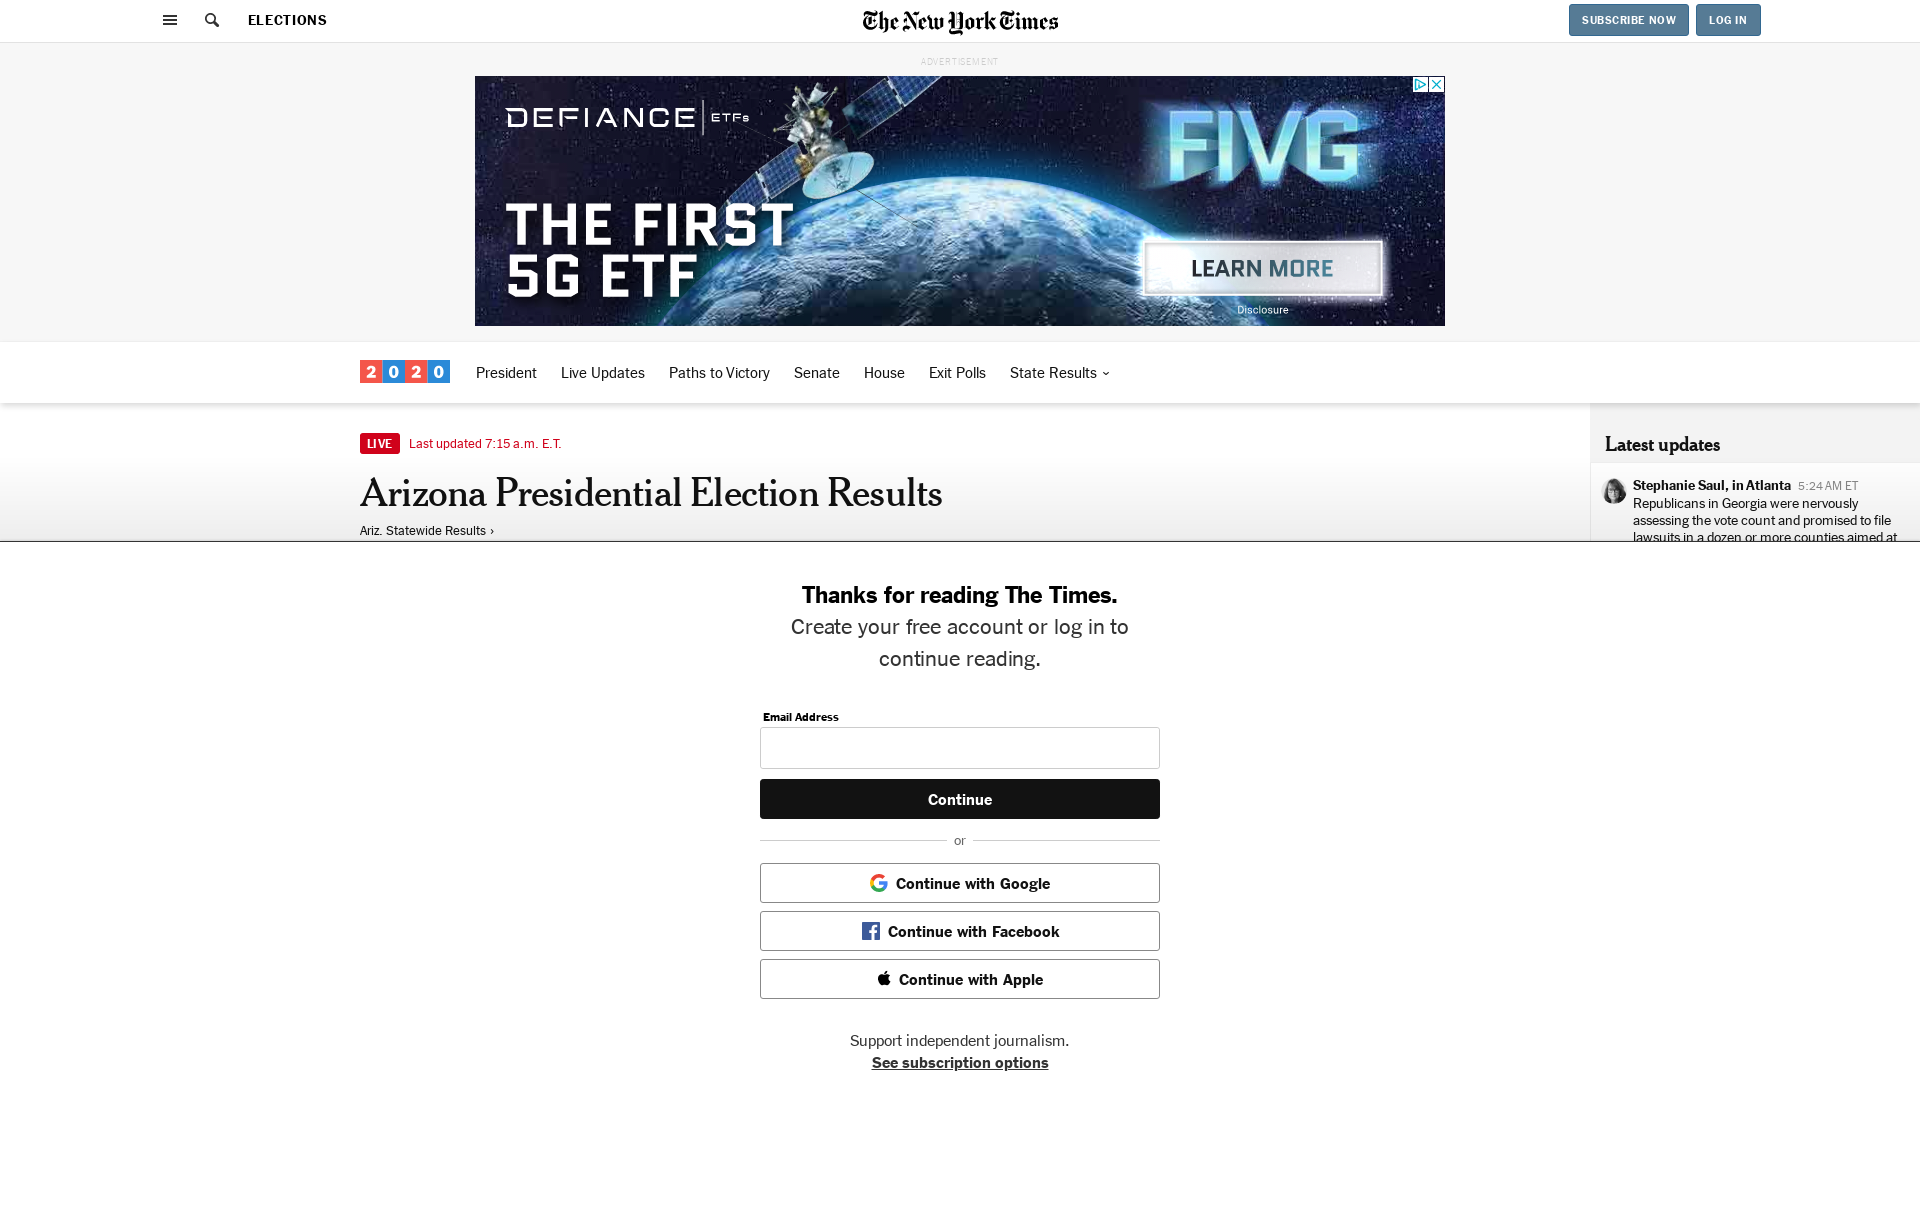 ELECTIONS
The New York Times
SUBSCRIBE NOW
LOG IN
ADVERTISEMENT
DEFIANCE ETFs
FIVG
THE FIRST
5G ETF
LEARN MORE
Disclosure
2020
President
Live Updates
Paths to Victory
Senate
House
Exit Polls
State Results
LIVE Last updated 7:15 a.m. E.T.
Arizona Presidential Election Results
Ariz. Statewide Results ›
Latest updates
Stephanie Saul, in Atlanta 5:24 AM ET
Republicans in Georgia were nervously
assessing the vote count and promised to file
lawsuits in a dozen or more counties aimed at
Thanks for reading The Times.
Create your free account or log in to
continue reading.
Email Address
Continue
or
Continue with Google
Continue with Facebook
Continue with Apple
Support independent journalism.
See subscription options